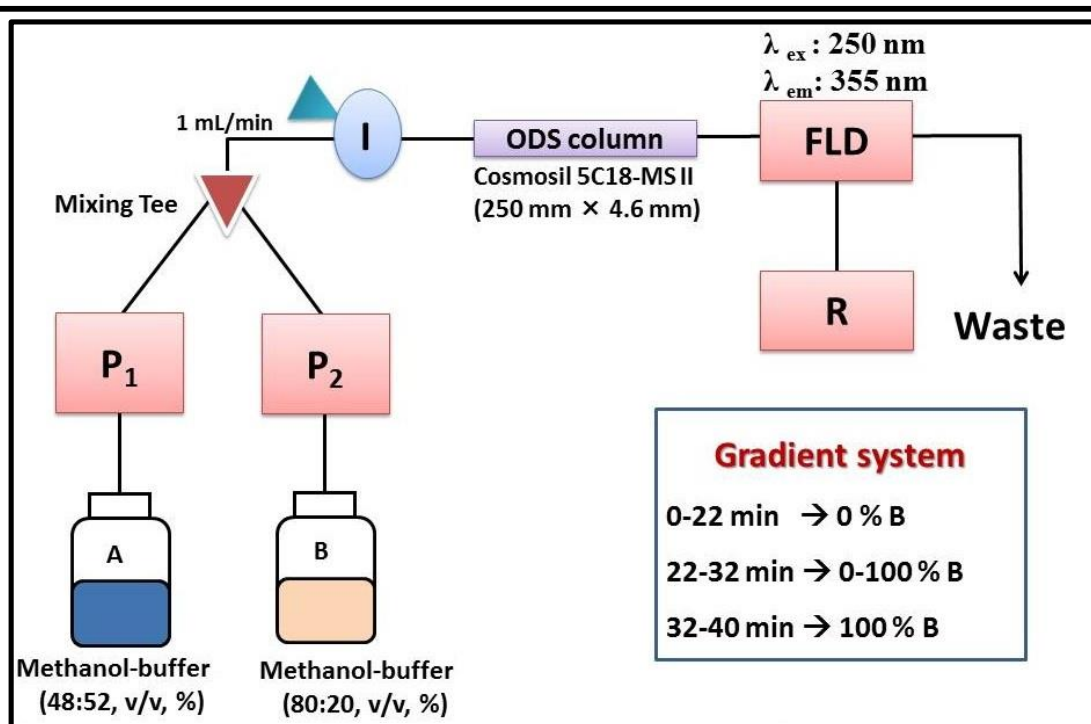 λ ex : 250 nm
λ em: 355 nm
1 mL/min
I
ODS column
FLD
Cosmosil 5C18-MS II
(250 mm × 4.6 mm)
Mixing Tee
R
Waste
P1
P2
Gradient system
0-22 min → 0 % B
22-32 min → 0-100 % B
32-40 min → 100 % B
A
B
Methanol-buffer
(48:52, v/v, %)
Methanol-buffer
(80:20, v/v, %)